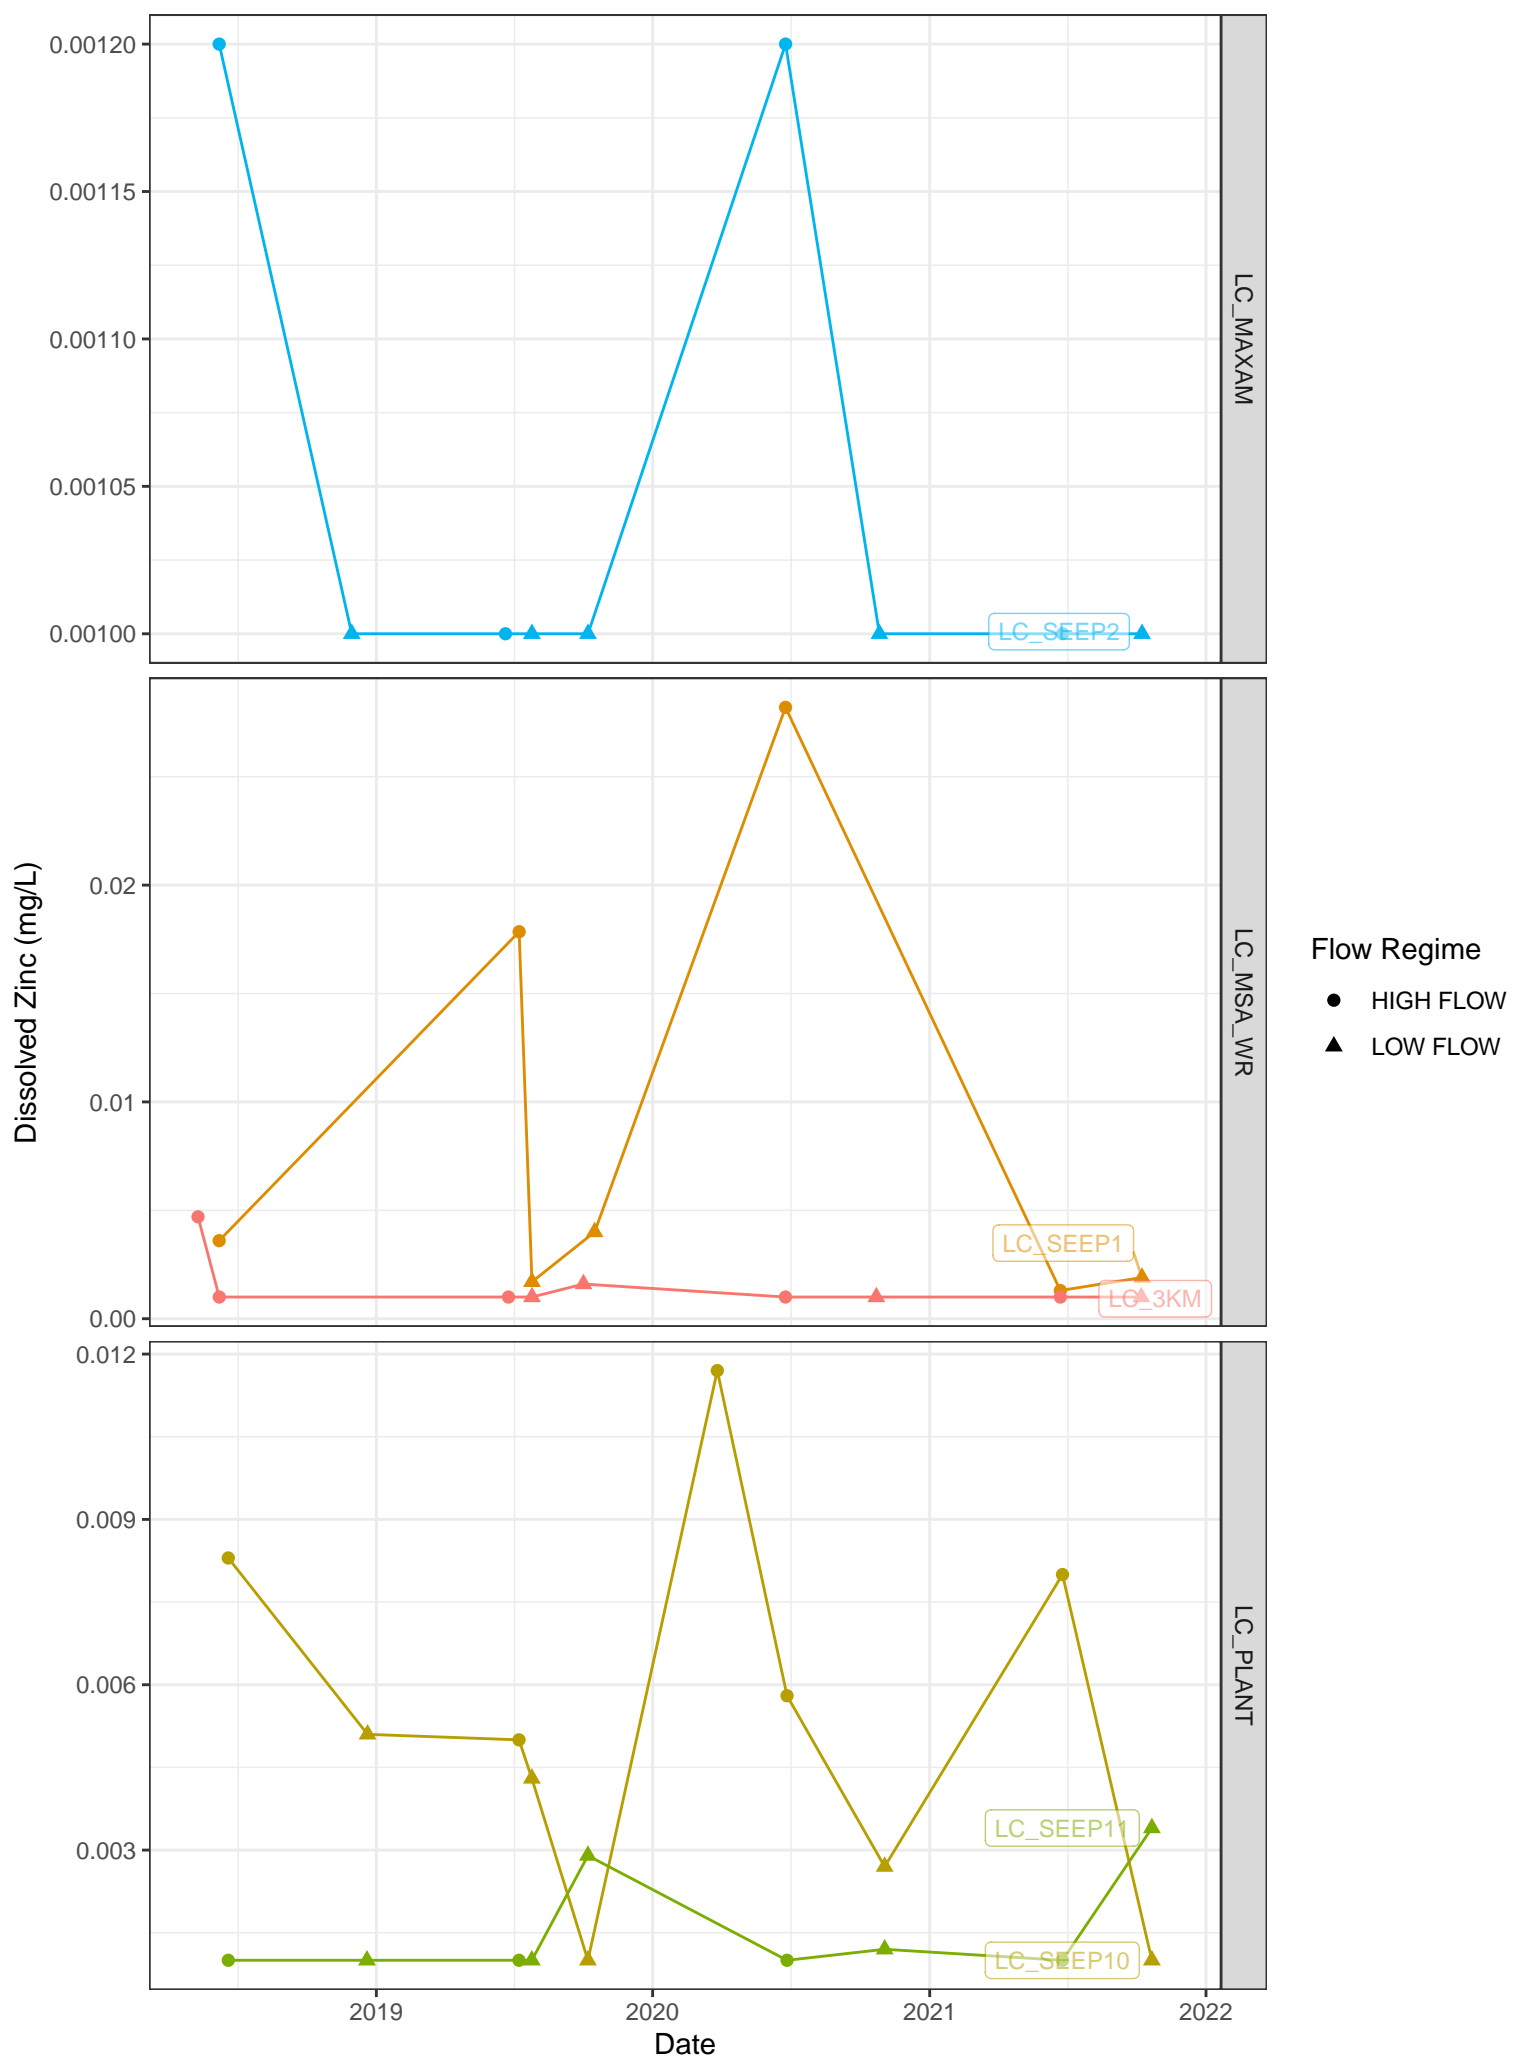 0.00120
0.00115
0.00110
0.00105
0.00100
LC_SEEP2
LC_MAXAM
0.02
0.01
0.00
LC_SEEP1
LC_3KM
LC_MSA_WR
0.012
0.009
0.006
0.003
LC_SEEP11
LC_SEEP10
LC_PLANT
2019 2020 2021 2022
Date
Dissolved Zinc (mg/L)
Flow Regime
HIGH FLOW
LOW FLOW